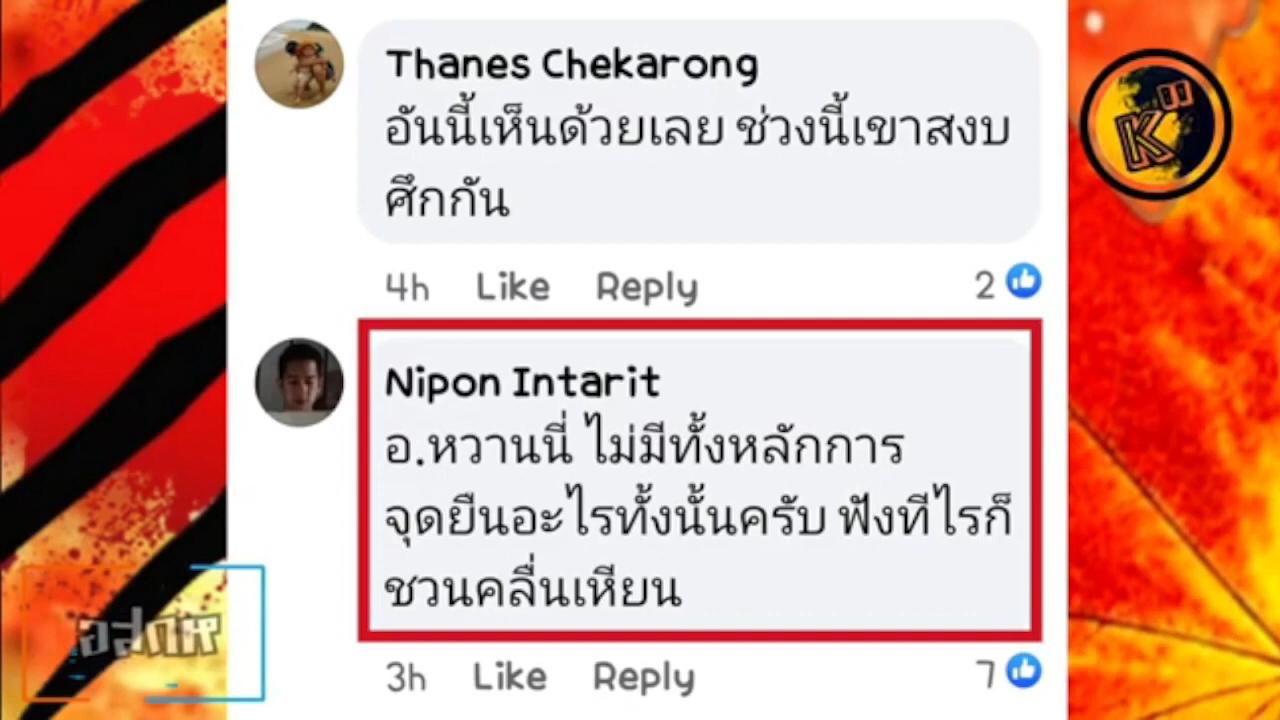 Thanes Chekarong
อันนี้เห็นด้วยเลย ช่วงนี้เขาสงบ
ศึกกัน
4h Like Reply 2
Nipon Intarit
อ.หวานนี่ ไม่มีทั้งหลักการ
จุดยืนอะไรทั้งนั้นครับ ฟังทีไรก็
ชวนคลื่นเหียน
3h Like Reply 7
K"